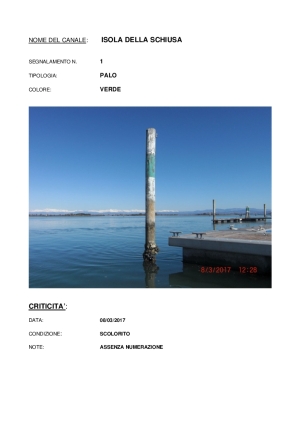 NOME DEL CANALE: ISOLA DELLA SCHIUSA
SEGNALAMENTO N. 1
TIPOLOGIA: PALO
COLORE: VERDE
8/3/2017 12:28
CRITICITA':
DATA: 08/03/2017
CONDIZIONE: SCOLORITO
NOTE: ASSENZA NUMERAZIONE